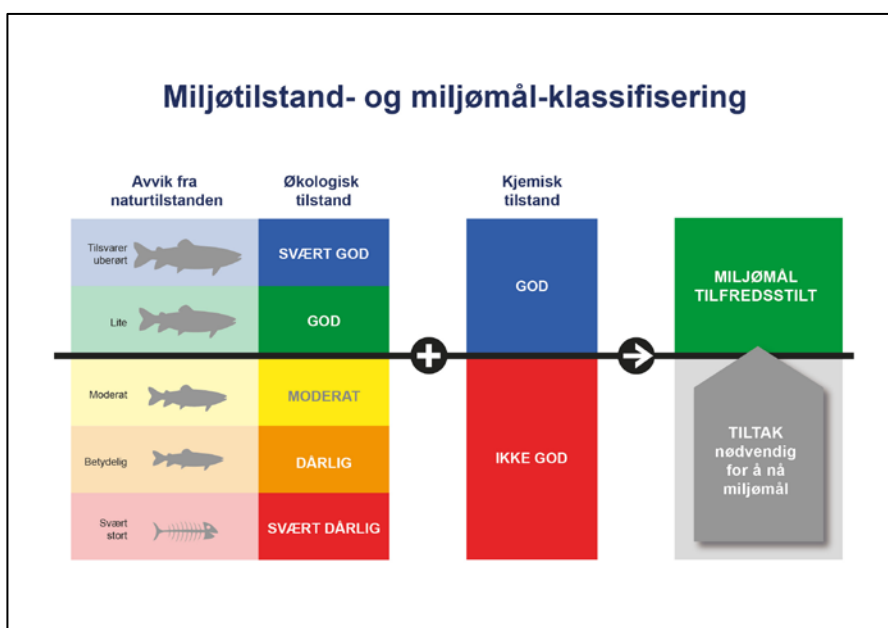 Miljøtilstand- og miljømål-klassifisering
Avvik fra
naturtilstanden
Økologisk
tilstand
Kjemisk
tilstand
Tilsvarer
uberørt
SVÆRT GOD
Lite
GOD
Moderat
MODERAT
Betydelig
DÅRLIG
Svært
stort
SVÆRT DÅRLIG
GOD
IKKE GOD
MILJØMÅL
TILFREDSSTILT
TILTAK
nødvendig
for å nå
miljømål